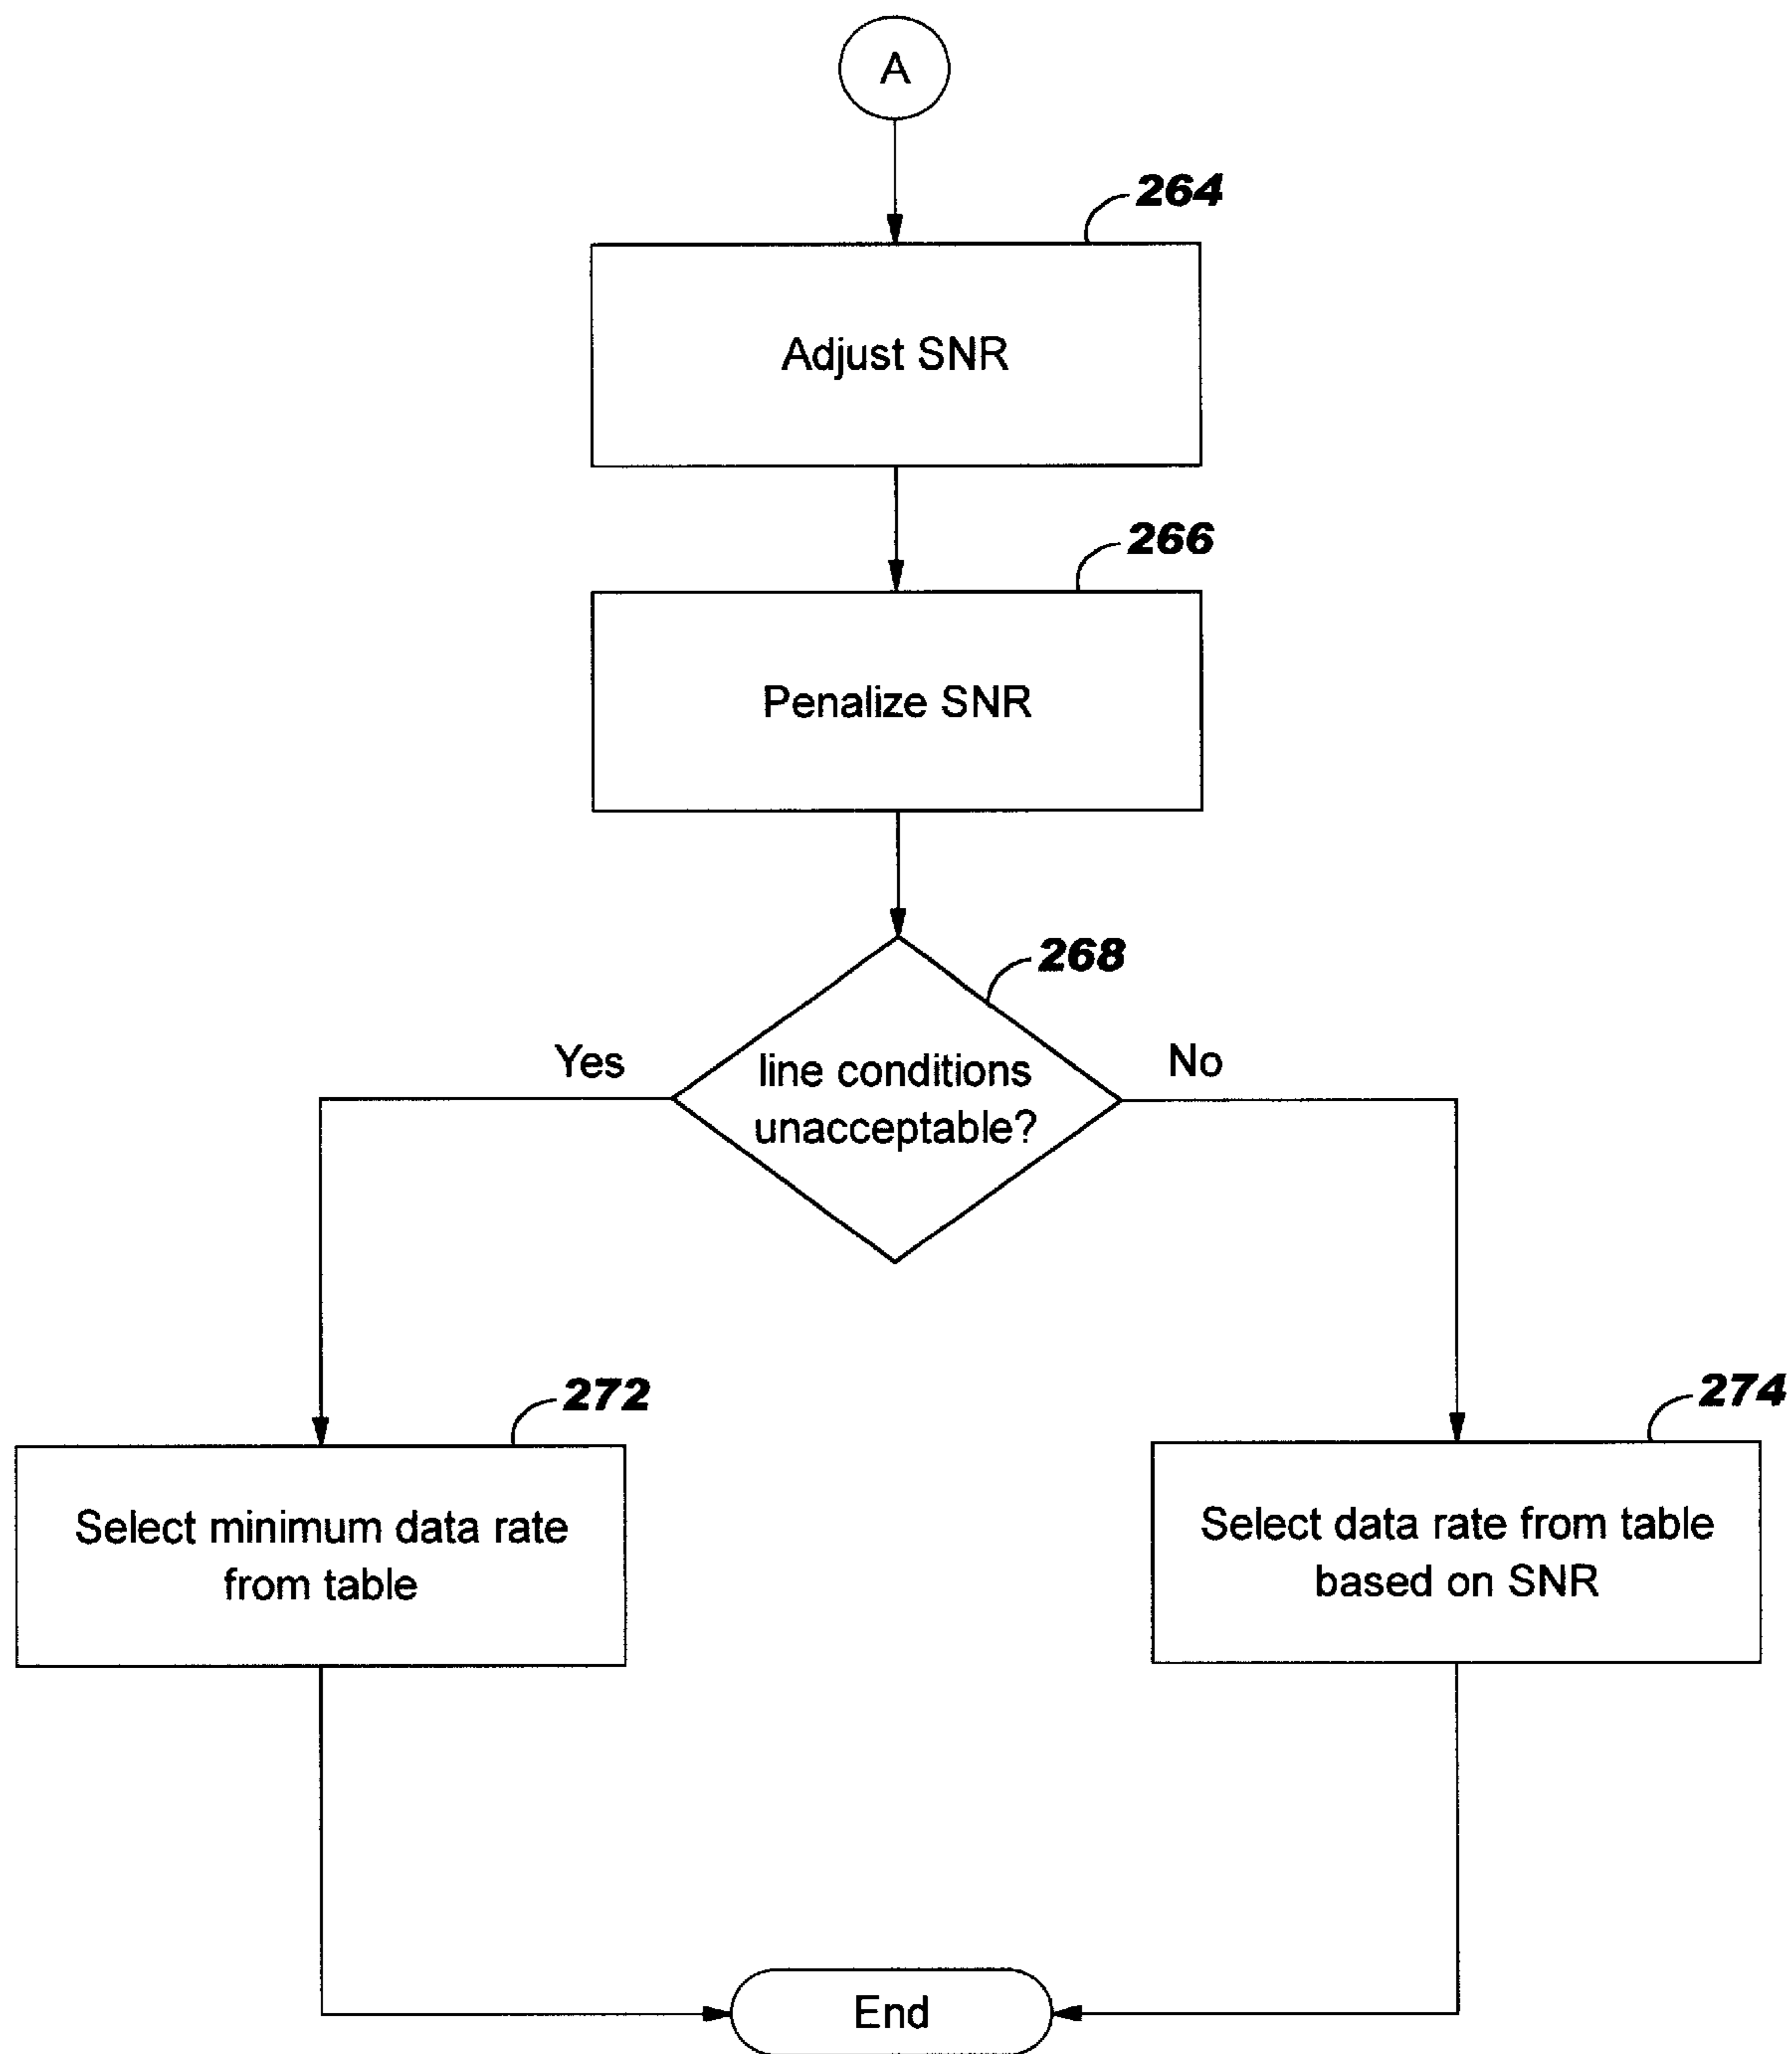 A
264
Adjust SNR
266
Penalize SNR
268
Yes
line conditions
unacceptable?
No
272
Select minimum data rate
from table
274
Select data rate from table
based on SNR
End